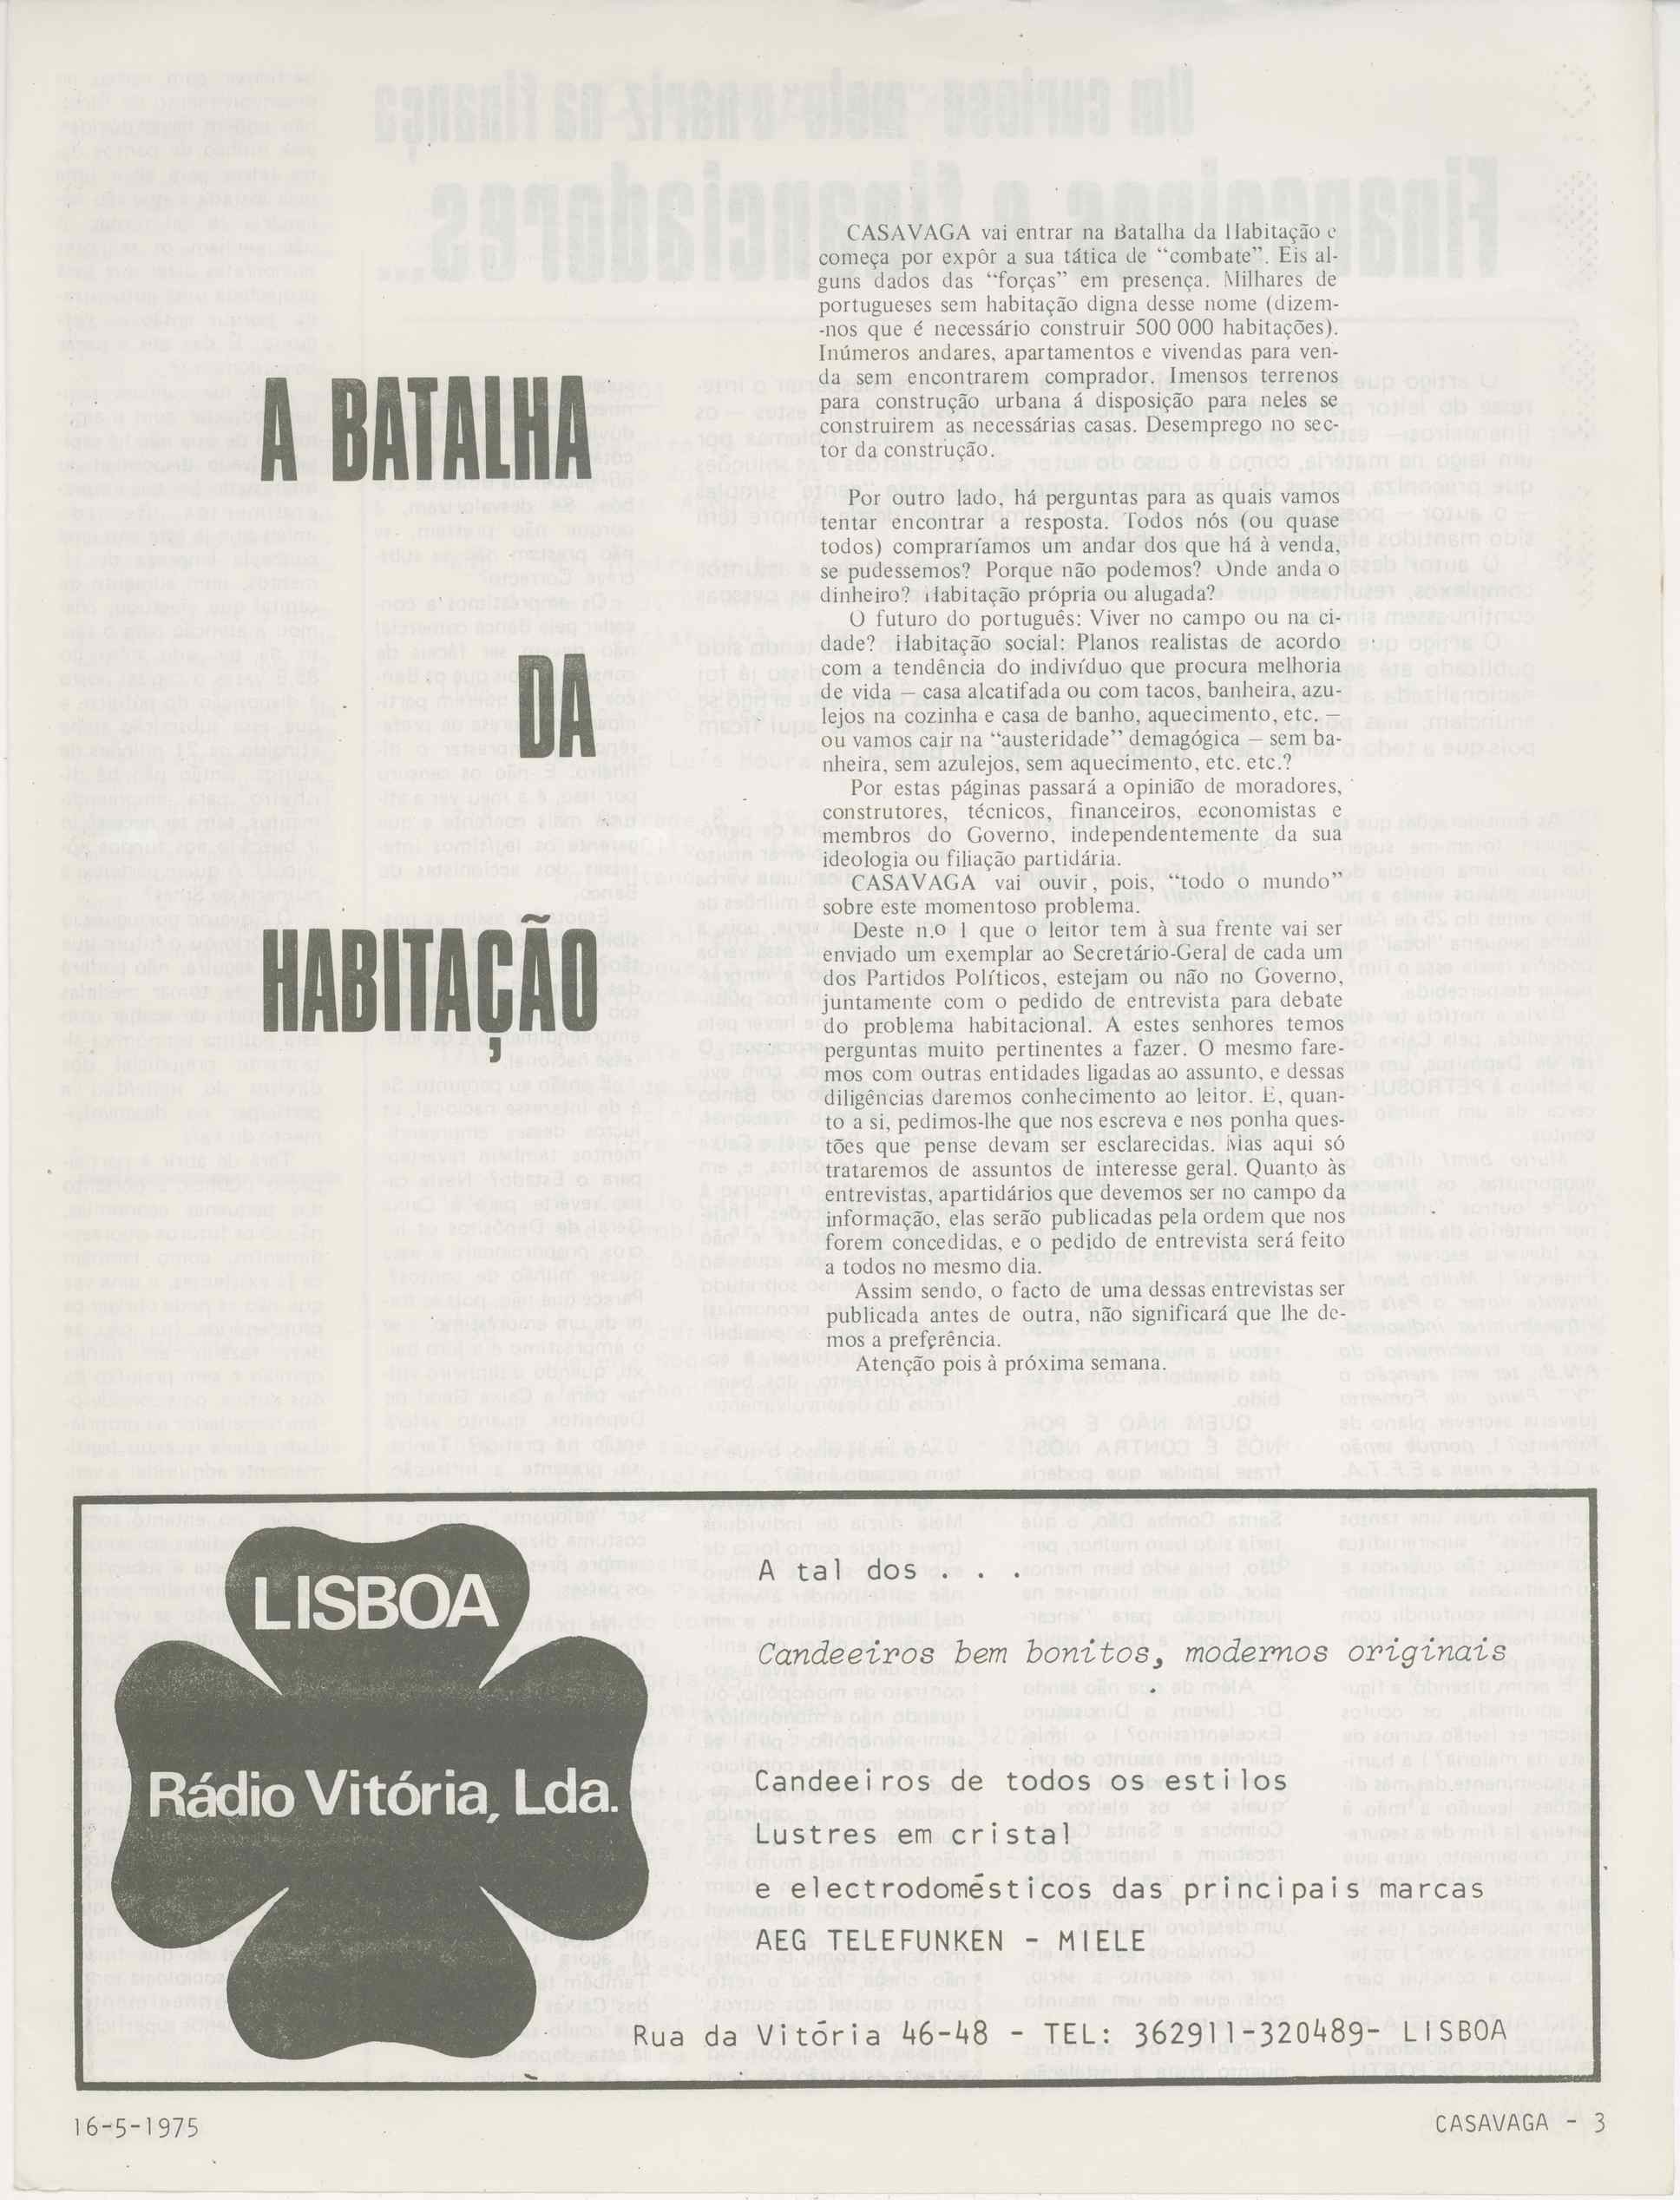 A BATALHA
DA
HABITAÇÃO
CASAVAGA vai entrar na Batalha da Habitação e
começa por expôr a sua tática de “combate”. Eis al-
guns dados das “forças” em presença. Milhares de
portugueses sem habitação digna desse nome (dizem-
-nos que é necessário construir 500 000 habitações).
Inúmeros andares, apartamentos e vivendas para ven-
da sem encontrarem comprador. Imensos terrenos
para construção urbana á disposição para neles se
construirem as necessárias casas. Desemprego no sec-
tor da construção.
Por outro lado, há perguntas para as quais vamos
tentar encontrar a resposta. Todos nós (ou quase
todos) compraríamos um andar dos que há à venda,
se pudessemos? Porque não podemos? Onde anda o
dinheiro? Habitação própria ou alugada?
O futuro do português: Viver no campo ou na ci-
dade? Habitação social: Planos realistas de acordo
com a tendência do indivíduo que procura melhoria
de vida — casa alcatifada ou com tacos, banheira, azu-
lejos na cozinha e casa de banho, aquecimento, etc. —
ou vamos cair na “austeridade” demagógica — sem ba-
nheira, sem azulejos, sem aquecimento, etc. etc.?
Por estas páginas passará a opinião de moradores,
construtores, técnicos, financeiros, economistas e
membros do Governo, independentemente da sua
ideologia ou filiação partidária.
CASAVAGA vai ouvir, pois, “todo o mundo”
sobre este momentoso problema.
Deste n.o 1 que o leitor tem à sua frente vai ser
enviado um exemplar ao Secretário-Geral de cada um
dos Partidos Políticos, estejam ou não no Governo,
juntamente com o pedido de entrevista para debate
do problema habitacional. A estes senhores temos
perguntas muito pertinentes a fazer. O mesmo fare-
mos com outras entidades ligadas ao assunto, e dessas
diligências daremos conhecimento ao leitor. E, quan-
to a si, pedimos-lhe que nos escreva e nos ponha ques-
tões que pense devam ser esclarecidas. Mas aqui só
trataremos de assuntos de interesse geral. Quanto às
entrevistas, apartidários que devemos ser no campo da
informação, elas serão publicadas pela ordem que nos
forem concedidas, e o pedido de entrevista será feito
a todos no mesmo dia.
Assim sendo, o facto de uma dessas entrevistas ser
publicada antes de outra, não significará que lhe de-
mos a preferência.
Atenção pois à próxima semana.
LISBOA
Rádio Vitória, Lda.
A tal dos . . .
Candeeiros bem bonitos, modernos originais
Candeeiros de todos os estilos
Lustres em cristal
e electrodomésticos das principais marcas
AEG TELEFUNKEN - MIELE
Rua da Vitória 46-48 - TEL: 362911-320489- LISBOA
16-5-1975
CASAVAGA - 3